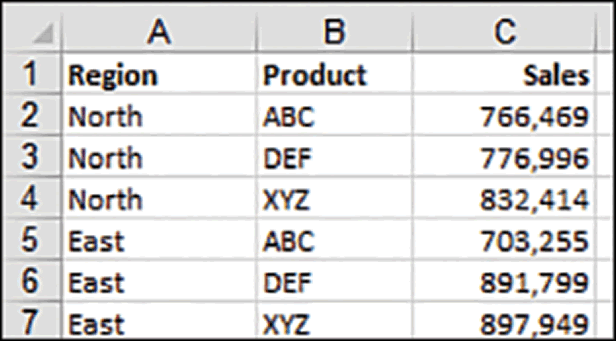 A B C
1 Region Product Sales
2 North ABC 766,469
3 North DEF 776,996
4 North XYZ 832,414
5 East ABC 703,255
6 East DEF 891,799
7 East XYZ 897,949